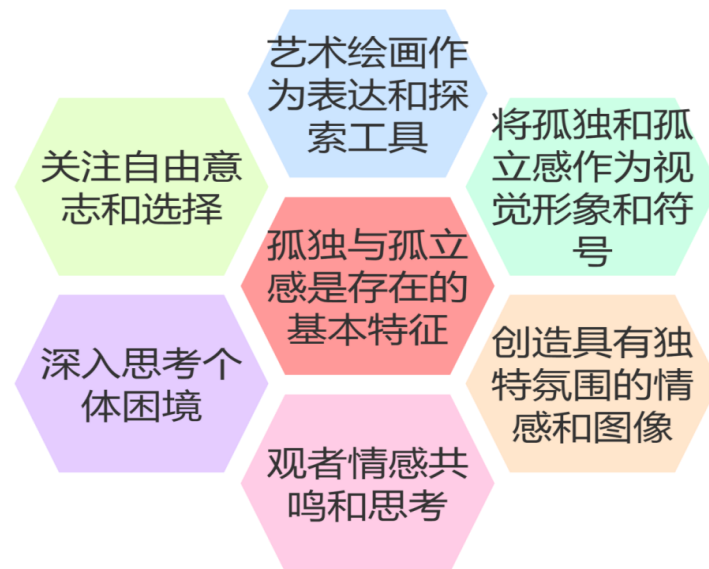 艺术绘画作
为表达和探
索工具
关注自由意
志和选择
将孤独和孤
立感作为视
觉形象和符
号
孤独与孤立
感是存在的
基本特征
深入思考个
体困境
创造具有独
特氛围的情
感和图像
观者情感共
鸣和思考